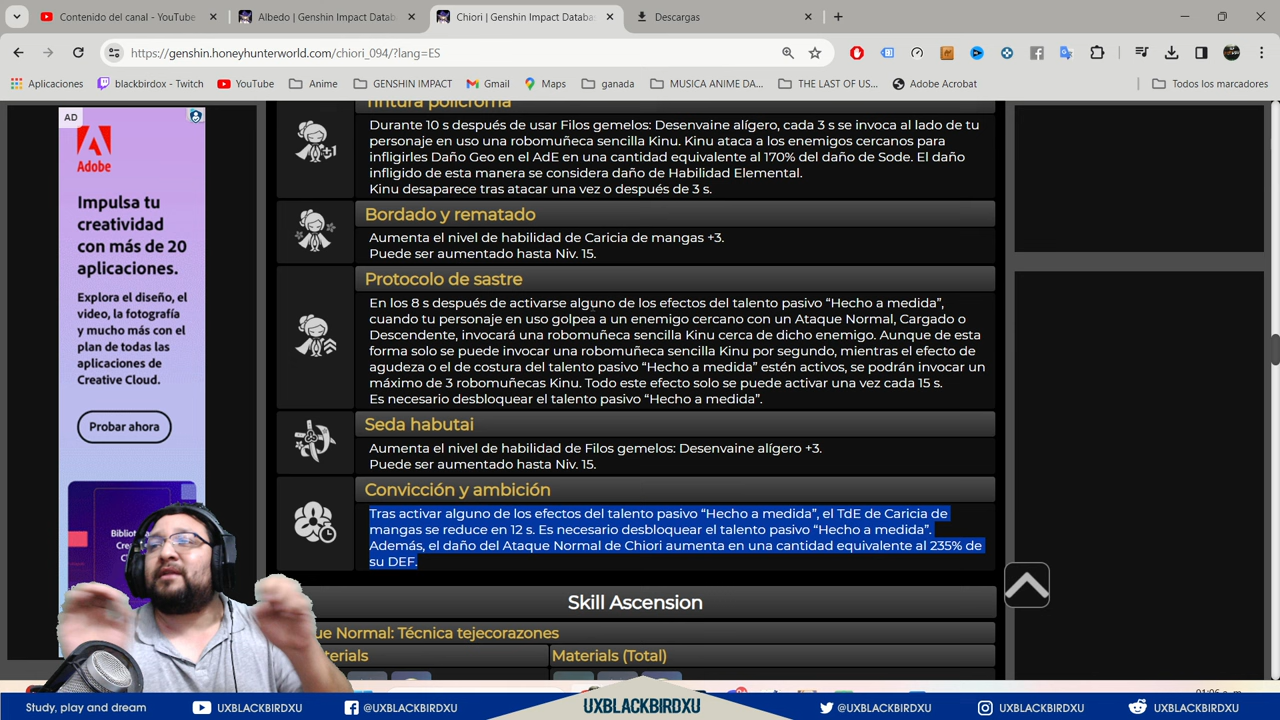 Contenido del canal - YouTube
Albedo | Genshin Impact Datab
Chiori | Genshin Impact Databa
Descargas
https://genshin.honeyhunterworld.com/chiori_094/?lang=ES
Aplicaciones
blackbirdox - Twitch
YouTube
Anime
GENSHIN IMPACT
Gmail
Maps
ganada
MUSICA ANIME DA...
THE LAST OF US...
Adobe Acrobat
Todos los marcadores
AD
Adobe
Impulsa tu
creatividad
con más de 20
aplicaciones.
Explora el diseño, el
video, la fotografía
y mucho más con el
plan de todas las
aplicaciones de
Creative Cloud.
Probar ahora
Tintura policroma
Durante 10 s después de usar Filos gemelos: Desenvaine alígero, cada 3 s se invoca al lado de tu
personaje en uso una robomuñeca sencilla Kinu. Kinu ataca a los enemigos cercanos para
infligirles Daño Geo en el AdE en una cantidad equivalente al 170% del daño de Sode. El daño
infligido de esta manera se considera daño de Habilidad Elemental.
Kinu desaparece tras atacar una vez o después de 3 s.
Bordado y rematado
Aumenta el nivel de habilidad de Caricia de mangas +3.
Puede ser aumentado hasta Niv. 15.
Protocolo de sastre
En los 8 s después de activarse alguno de los efectos del talento pasivo “Hecho a medida”,
cuando tu personaje en uso golpea a un enemigo cercano con un Ataque Normal, Cargado o
Descendente, invocará una robomuñeca sencilla Kinu cerca de dicho enemigo. Aunque de esta
forma solo se puede invocar una robomuñeca sencilla Kinu por segundo, mientras el efecto de
agudeza o el de costura del talento pasivo “Hecho a medida” estén activos, se podrán invocar un
máximo de 3 robomuñecas Kinu. Todo este efecto solo se puede activar una vez cada 15 s.
Es necesario desbloquear el talento pasivo “Hecho a medida”.
Seda habutai
Aumenta el nivel de habilidad de Filos gemelos: Desenvaine alígero +3.
Puede ser aumentado hasta Niv. 15.
Convicción y ambición
Tras activar alguno de los efectos del talento pasivo “Hecho a medida”, el TdE de Caricia de
mangas se reduce en 12 s. Es necesario desbloquear el talento pasivo “Hecho a medida”.
Además, el daño del Ataque Normal de Chiori aumenta en una cantidad equivalente al 235% de
su DEF.
Skill Ascension
que Normal: Técnica tejecorazones
terials
Materials (Total)
Study, play and dream
UXBLACKBIRDXU
@UXBLACKBIRDXU
UXBLACKBIRDXU
@UXBLACKBIRDXU
UXBLACKBIRDXU
UXBLACKBIRDXU